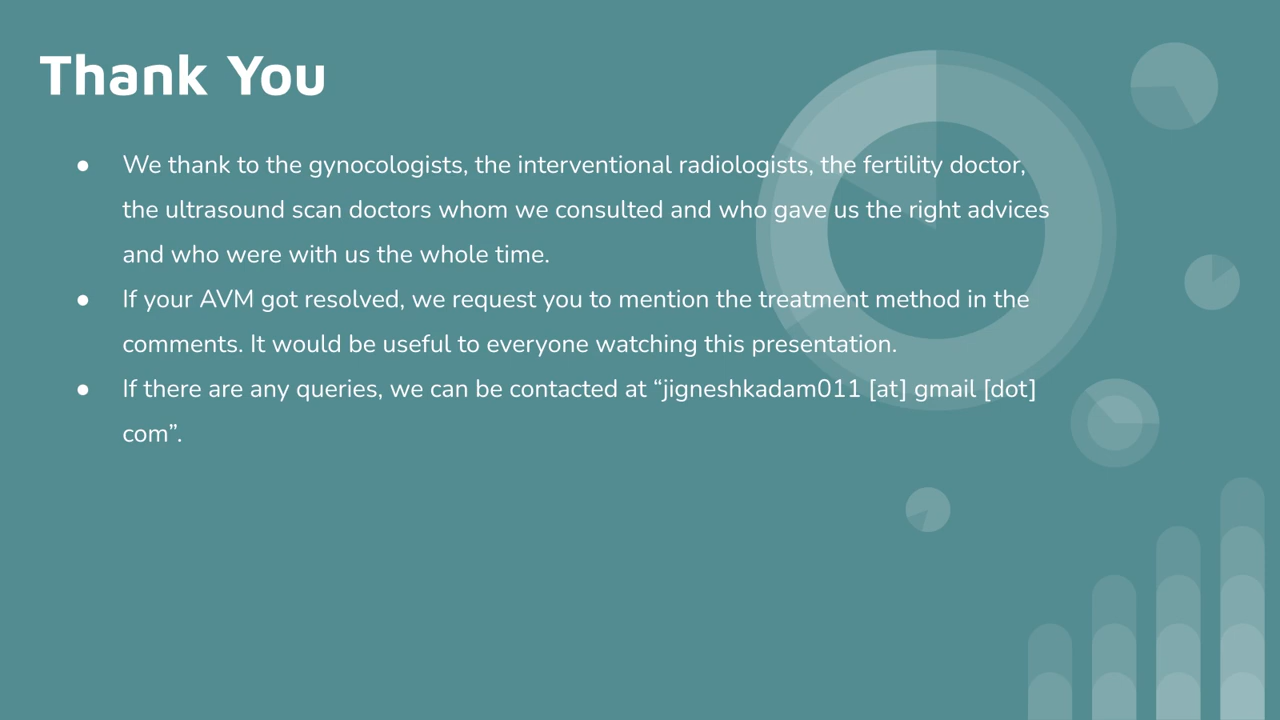 Thank You
● We thank to the gynocologists, the interventional radiologists, the fertility doctor,
the ultrasound scan doctors whom we consulted and who gave us the right advices
and who were with us the whole time.
● If your AVM got resolved, we request you to mention the treatment method in the
comments. It would be useful to everyone watching this presentation.
● If there are any queries, we can be contacted at “jigneshkadam011 [at] gmail [dot]
com”.